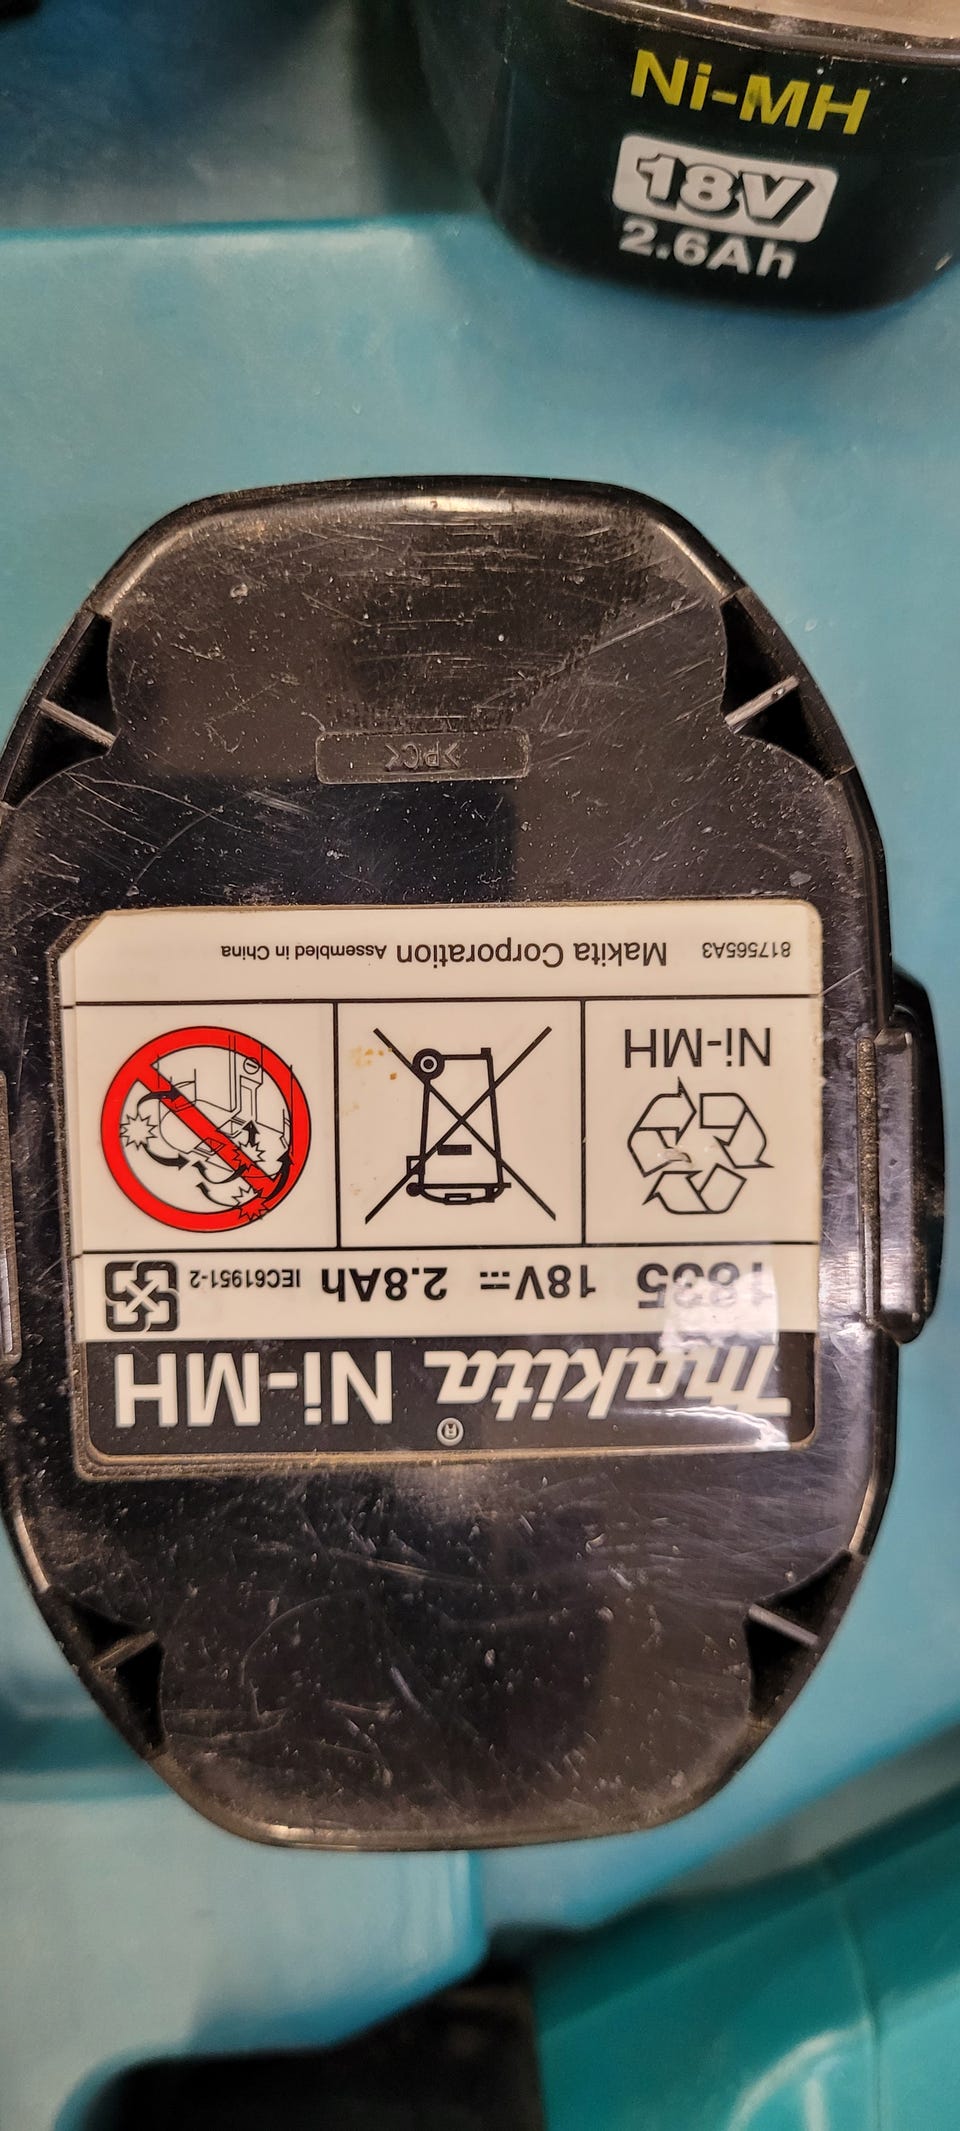 Ni-MH
18V
2.6Ah
>PC<
Makita ® Ni-MH
1835 18V 2.8Ah IEC61951-2
Ni-MH
817565A3 Makita Corporation Assembled in China